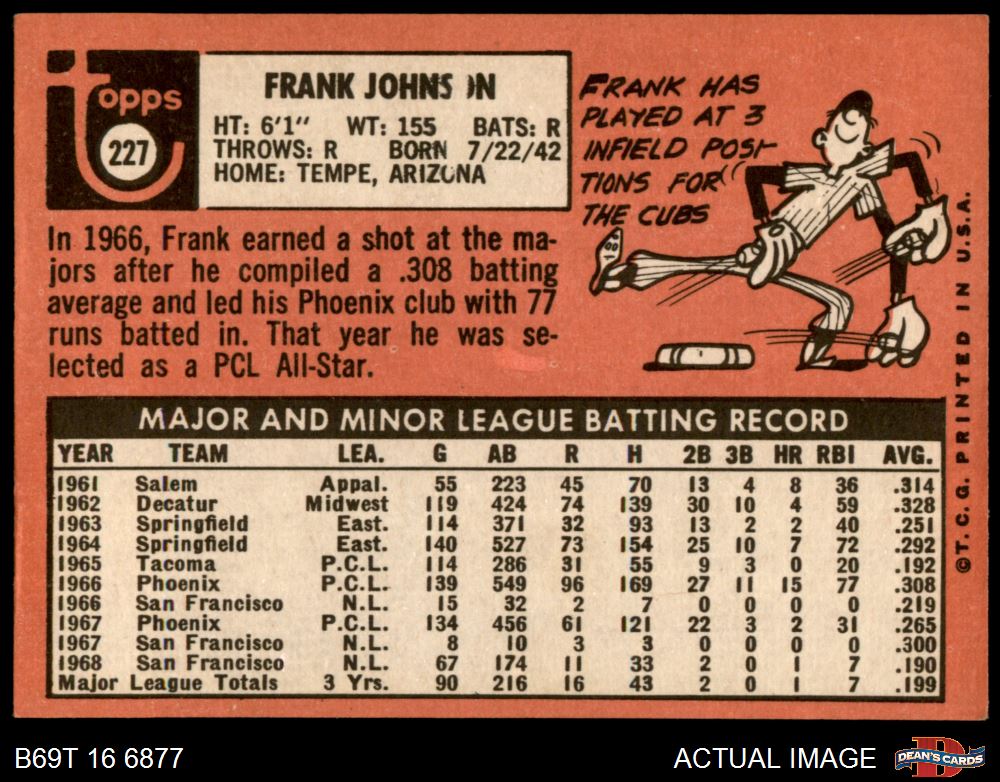 Topps
227
FRANK JOHNS ON
HT: 6'1" WT: 155 BATS: R
THROWS: R BORN 7/22/42
HOME: TEMPE, ARIZONA
FRANK HAS
PLAYED AT 3
INFIELD POSI-
TIONS FOR
THE CUBS
In 1966, Frank earned a shot at the ma-
jors after he compiled a .308 batting
average and led his Phoenix club with 77
runs batted in. That year he was se-
lected as a PCL All-Star.
MAJOR AND MINOR LEAGUE BATTING RECORD
YEAR TEAM LEA. G AB R H 2B 3B HR RBI AVG.
1961 Salem Appal. 55 223 45 70 13 4 8 36 .314
1962 Decatur Midwest 119 424 74 139 30 10 4 59 .328
1963 Springfield East. 114 371 32 93 13 2 2 40 .251
1964 Springfield East. 140 527 73 154 25 10 7 72 .292
1965 Tacoma P.C.L. 114 286 31 55 9 3 0 20 .192
1966 Phoenix P.C.L. 139 549 96 169 27 11 15 77 .308
1966 San Francisco N.L. 15 32 2 7 0 0 0 0 .219
1967 Phoenix P.C.L. 134 456 61 121 22 3 2 31 .265
1967 San Francisco N.L. 8 10 3 3 0 0 0 0 .300
1968 San Francisco N.L. 67 174 11 33 2 0 1 7 .190
Major League Totals 3 Yrs. 90 216 16 43 2 0 1 7 .199
©T.C.G. PRINTED IN U.S.A.
B69T 16 6877
ACTUAL IMAGE
D
DEAN'S CARDS